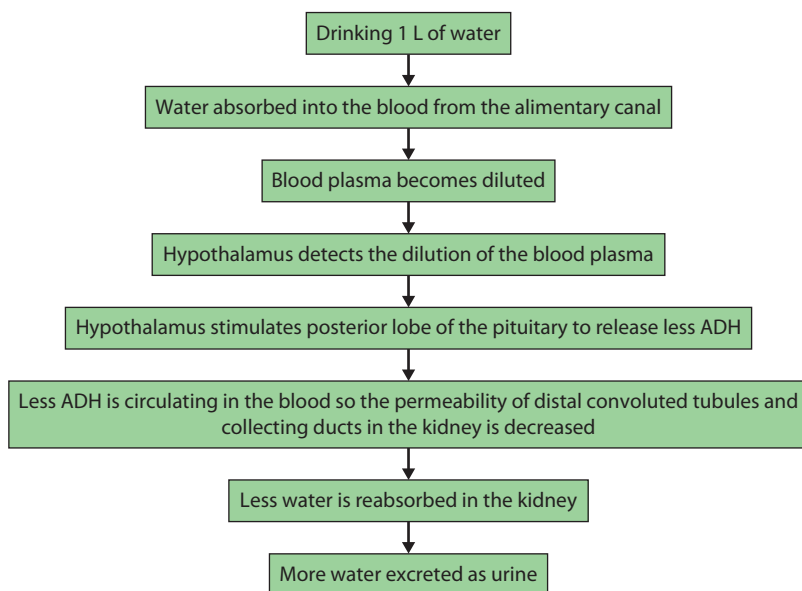 Drinking 1 L of water
Water absorbed into the blood from the alimentary canal
Blood plasma becomes diluted
Hypothalamus detects the dilution of the blood plasma
Hypothalamus stimulates posterior lobe of the pituitary to release less ADH
Less ADH is circulating in the blood so the permeability of distal convoluted tubules and
collecting ducts in the kidney is decreased
Less water is reabsorbed in the kidney
More water excreted as urine